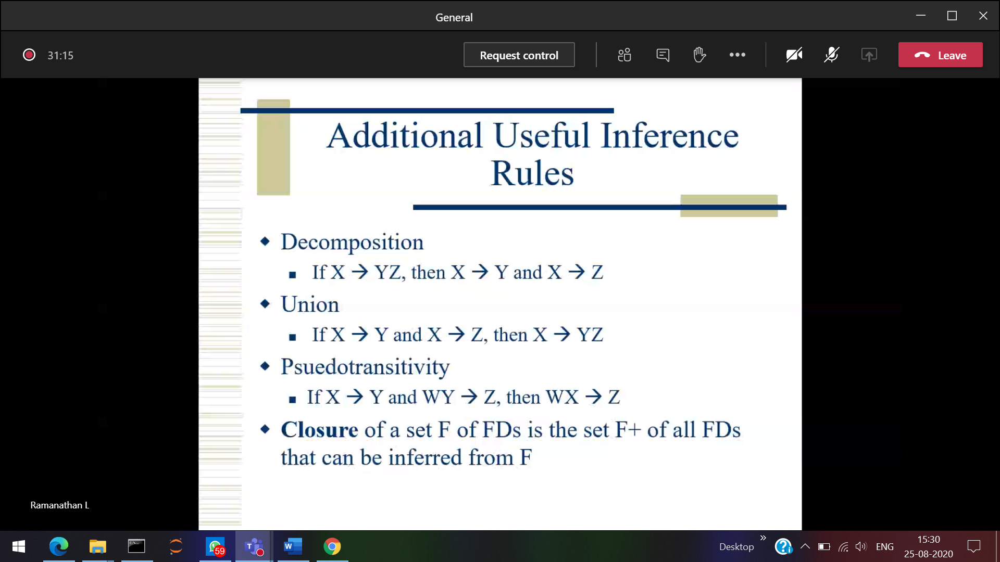 General
31:15
Request control
Leave
Additional Useful Inference
Rules
◆ Decomposition
▪ If X → YZ, then X → Y and X → Z
◆ Union
▪ If X → Y and X → Z, then X → YZ
◆ Psuedotransitivity
▪ If X → Y and WY → Z, then WX → Z
◆ Closure of a set F of FDs is the set F+ of all FDs
that can be inferred from F
Ramanathan L
59
T
W
Desktop
ENG
15:30
25-08-2020